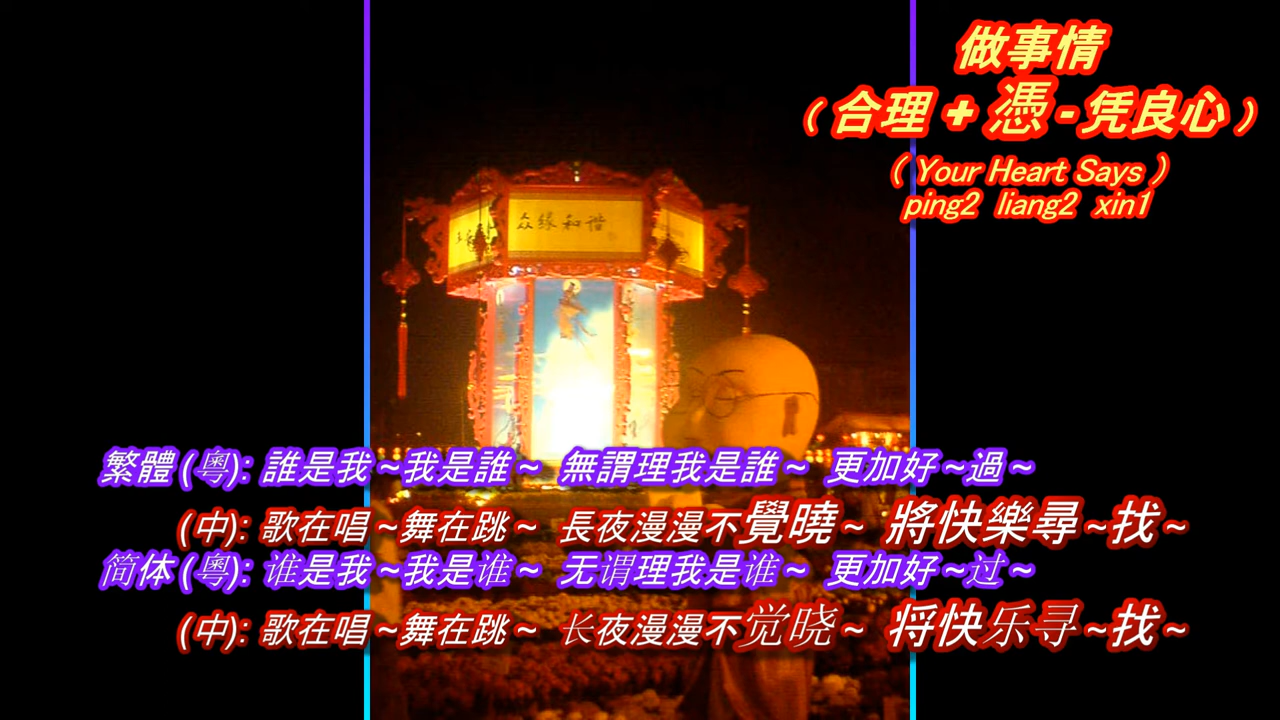 做事情
( 合理 + 憑 - 凭良心 )
( Your Heart Says )
ping2 liang2 xin1
众缘和谐
繁體 (粵): 誰是我 ~ 我是誰 ~ 無謂理我是誰 ~ 更加好 ~ 過 ~
(中): 歌在唱 ~ 舞在跳 ~ 長夜漫漫不覺曉 ~ 將快樂尋 ~ 找 ~
简体 (粵): 谁是我 ~ 我是谁 ~ 无谓理我是谁 ~ 更加好 ~ 过 ~
(中): 歌在唱 ~ 舞在跳 ~ 长夜漫漫不觉晓 ~ 将快乐寻 ~ 找 ~